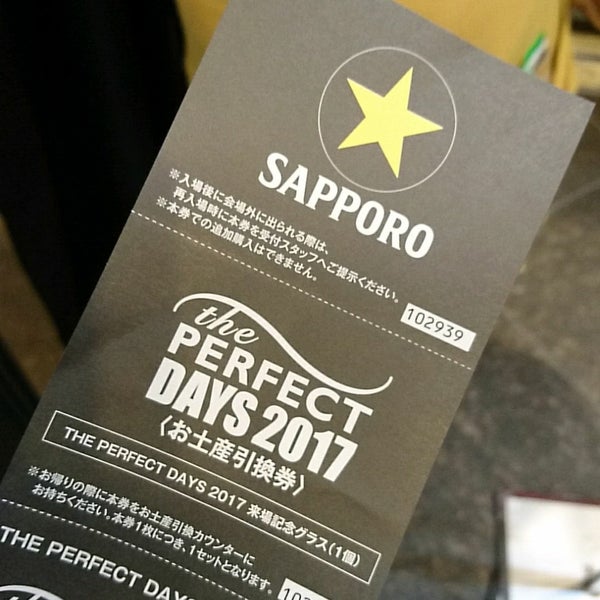 SAPPORO
※入場後に会場外に出られる際は、
再入場時に本券を受付スタッフへご提示ください。
※本券での追加購入はできません。
102939
the
PERFECT
DAYS 2017
〈お土産引換券〉
THE PERFECT DAYS 2017 来場記念グラス(1個)
※お帰りの際に本券をお土産引換カウンターに
お持ちください。本券1枚につき、1セットとなります。
THE PERFECT DAYS